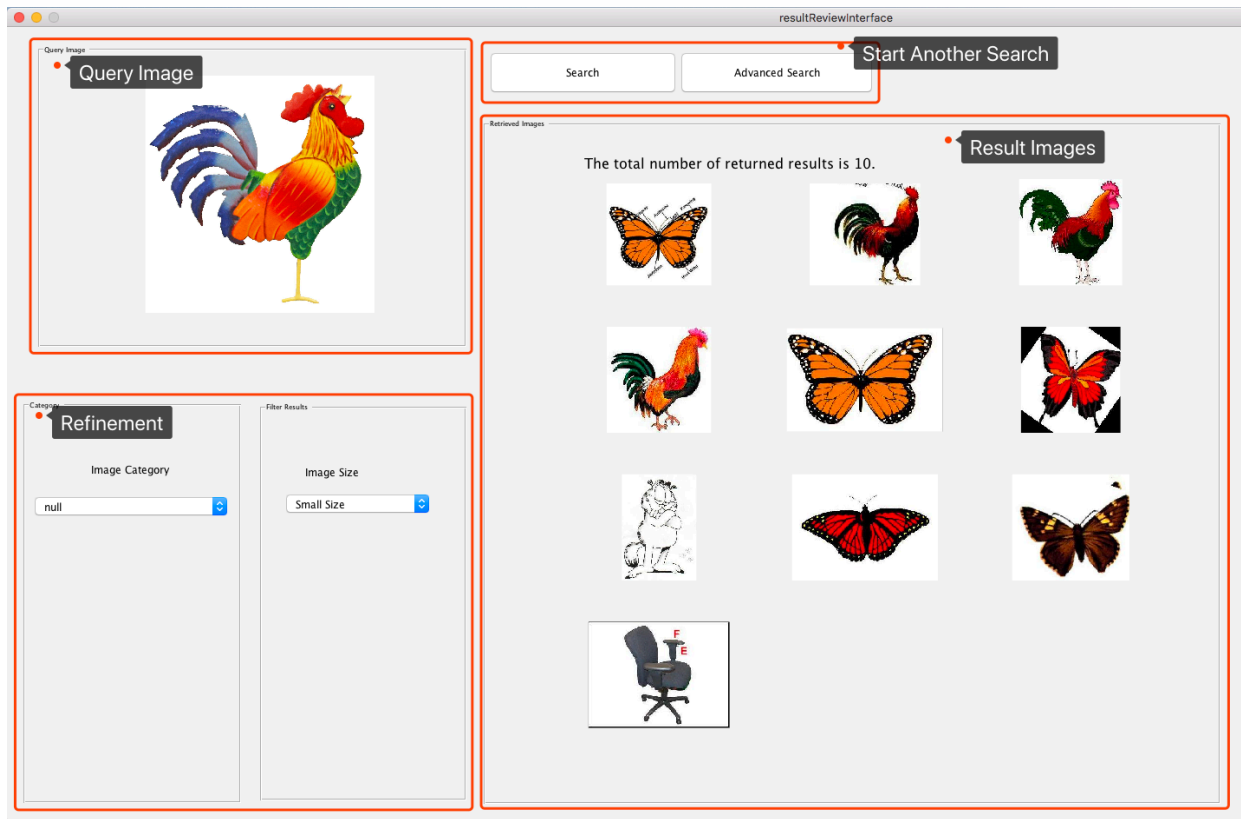 resultReviewInterface
Query Image
Query Image
Search
Advanced Search
Start Another Search
Retrieved Images
Result Images
The total number of returned results is 10.
Category
Refinement
Image Category
null
Filter Results
Image Size
Small Size
F
E